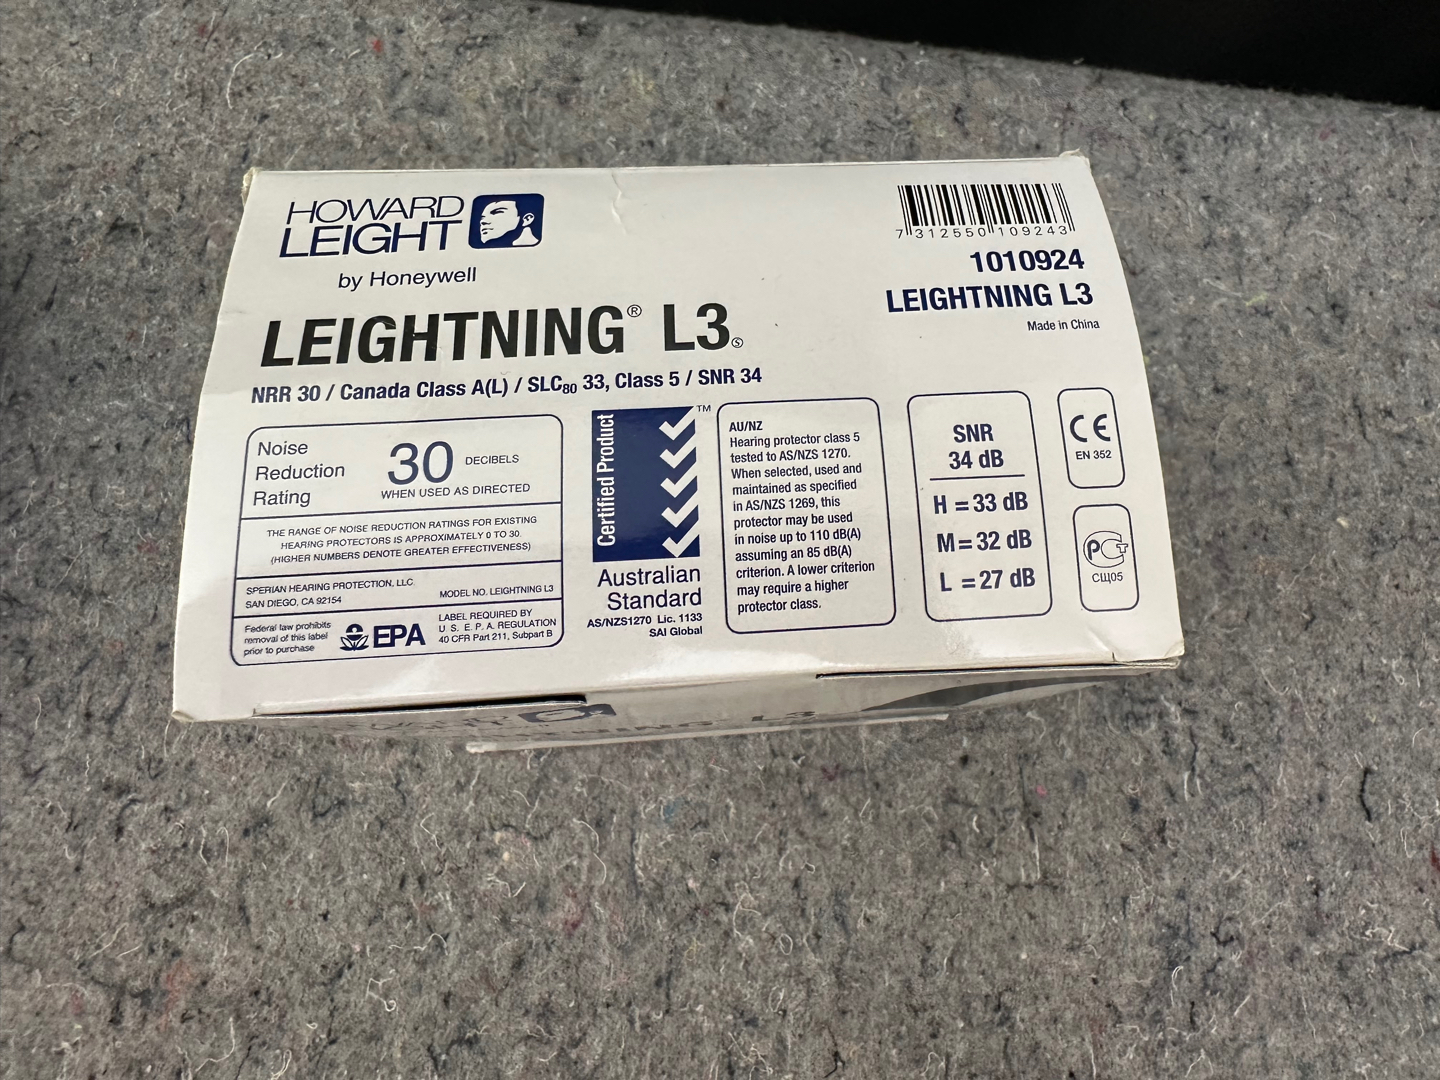 HOWARD
LEIGHT
by Honeywell
LEIGHTNING® L3
NRR 30 / Canada Class A(L) / SLC80 33, Class 5 / SNR 34
7 312550 109243
1010924
LEIGHTNING L3
Made in China
Noise
Reduction
Rating
30 DECIBELS
WHEN USED AS DIRECTED
THE RANGE OF NOISE REDUCTION RATINGS FOR EXISTING
HEARING PROTECTORS IS APPROXIMATELY 0 TO 30.
(HIGHER NUMBERS DENOTE GREATER EFFECTIVENESS)
SPERIAN HEARING PROTECTION, LLC.
SAN DIEGO, CA 92154
MODEL NO. LEIGHTNING L3
Federal law prohibits
removal of this label
prior to purchase
EPA
LABEL REQUIRED BY
U. S. E. P. A. REGULATION
40 CFR Part 211, Subpart B
Certified Product
TM
Australian
Standard
AS/NZS1270 Lic. 1133
SAI Global
AU/NZ
Hearing protector class 5
tested to AS/NZS 1270.
When selected, used and
maintained as specified
in AS/NZS 1269, this
protector may be used
in noise up to 110 dB(A)
assuming an 85 dB(A)
criterion. A lower criterion
may require a higher
protector class.
SNR
34 dB
H = 33 dB
M = 32 dB
L = 27 dB
CE
EN 352
РСТ
СЩ05
L3